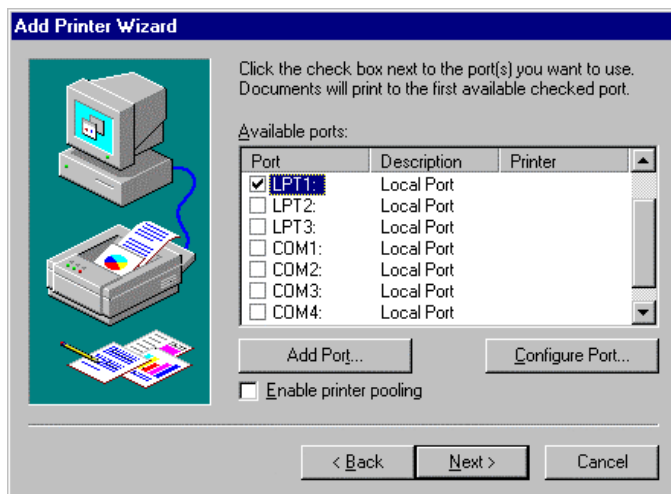 Add Printer Wizard
Click the check box next to the port(s) you want to use.
Documents will print to the first available checked port.
Available ports:
Port Description Printer
LPT1: Local Port
LPT2: Local Port
LPT3: Local Port
COM1: Local Port
COM2: Local Port
COM3: Local Port
COM4: Local Port
Add Port... Configure Port...
Enable printer pooling
< Back Next > Cancel